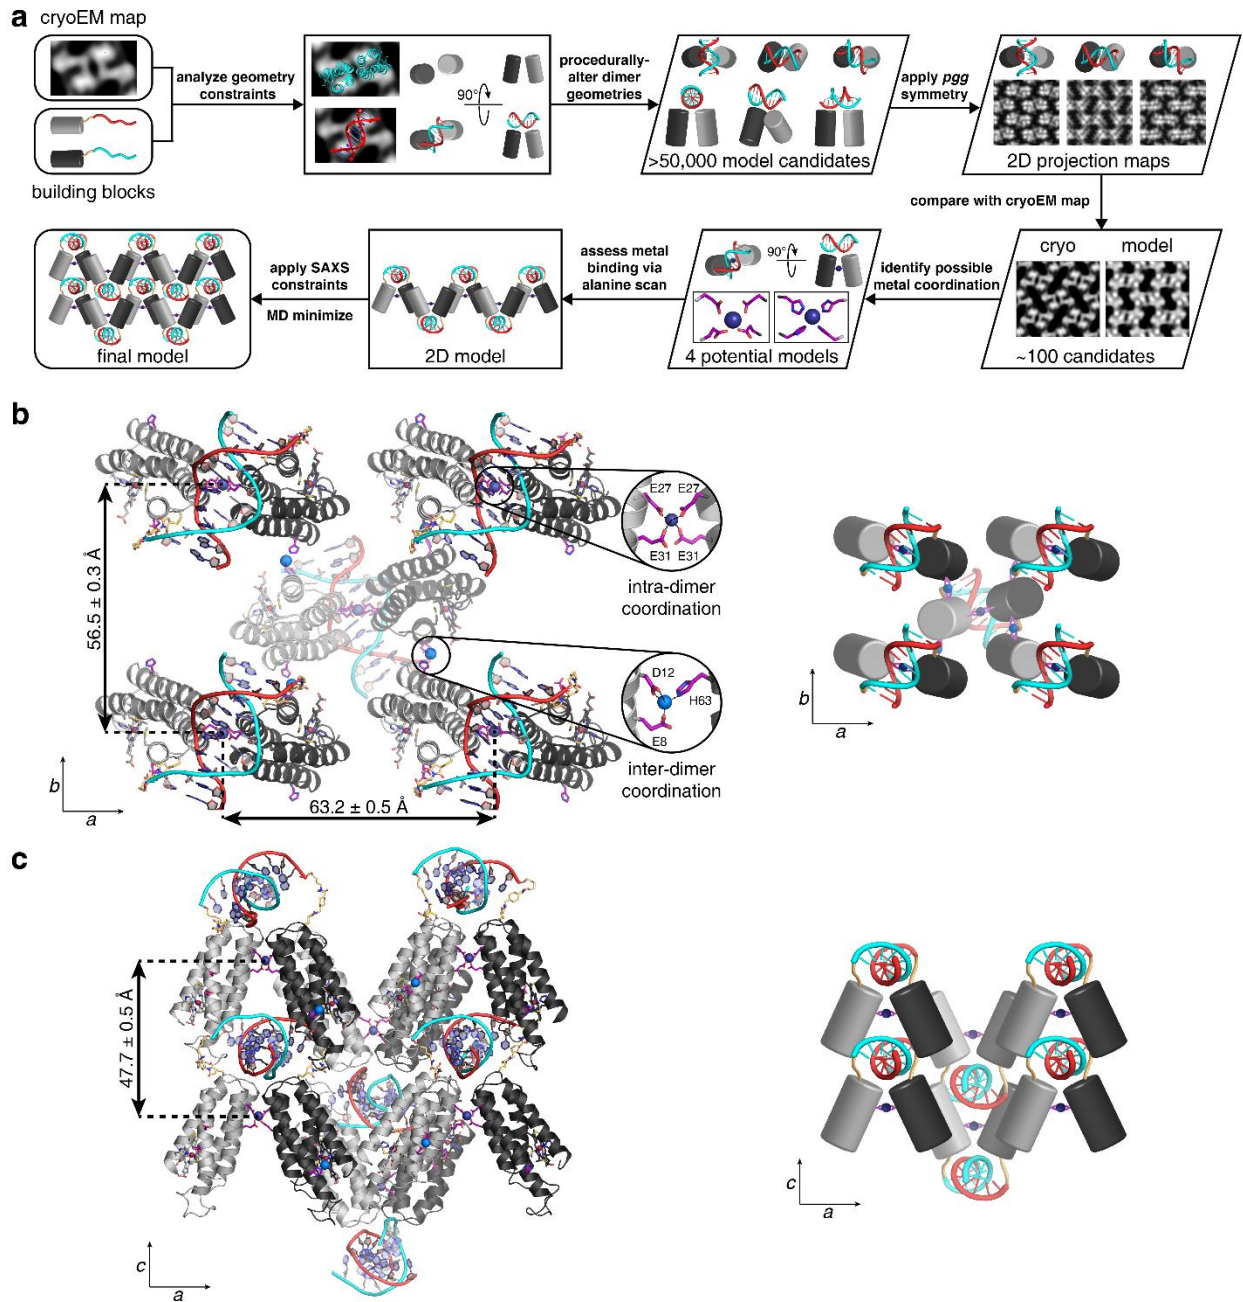 a
cryoEM map
building blocks
analyze geometry
constraints
90°
procedurally-
alter dimer
geometries
>50,000 model candidates
apply pgg
symmetry
2D projection maps
compare with cryoEM map
cryo model
~100 candidates
identify possible
metal coordination
90°
4 potential models
assess metal
binding via
alanine scan
2D model
apply SAXS
constraints
MD minimize
final model
b
56.5 ± 0.3 Å
63.2 ± 0.5 Å
b
a
E27 E27
E31 E31
intra-dimer
coordination
D12
H63
E8
inter-dimer
coordination
b
a
c
47.7 ± 0.5 Å
c
a
c
a